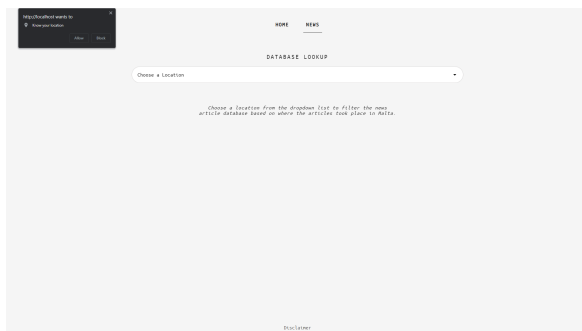 http://localhost wants to
Know your location
Allow Block
HOME NEWS
DATABASE LOOKUP
Choose a Location
Choose a location from the dropdown list to filter the news
article database based on where the articles took place in Malta.
Disclaimer